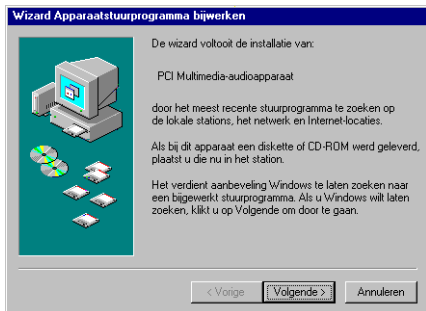 Wizard Apparaatstuurprogramma bijwerken
De wizard voltooit de installatie van:
PCI Multimedia-audioapparaat
door het meest recente stuurprogramma te zoeken op
de lokale stations, het netwerk en Internet-locaties.
Als bij dit apparaat een diskette of CD-ROM werd geleverd,
plaatst u die nu in het station.
Het verdient aanbeveling Windows te laten zoeken naar
een bijgewerkt stuurprogramma. Als u Windows wilt laten
zoeken, klikt u op Volgende om door te gaan.
< Vorige
Volgende >
Annuleren